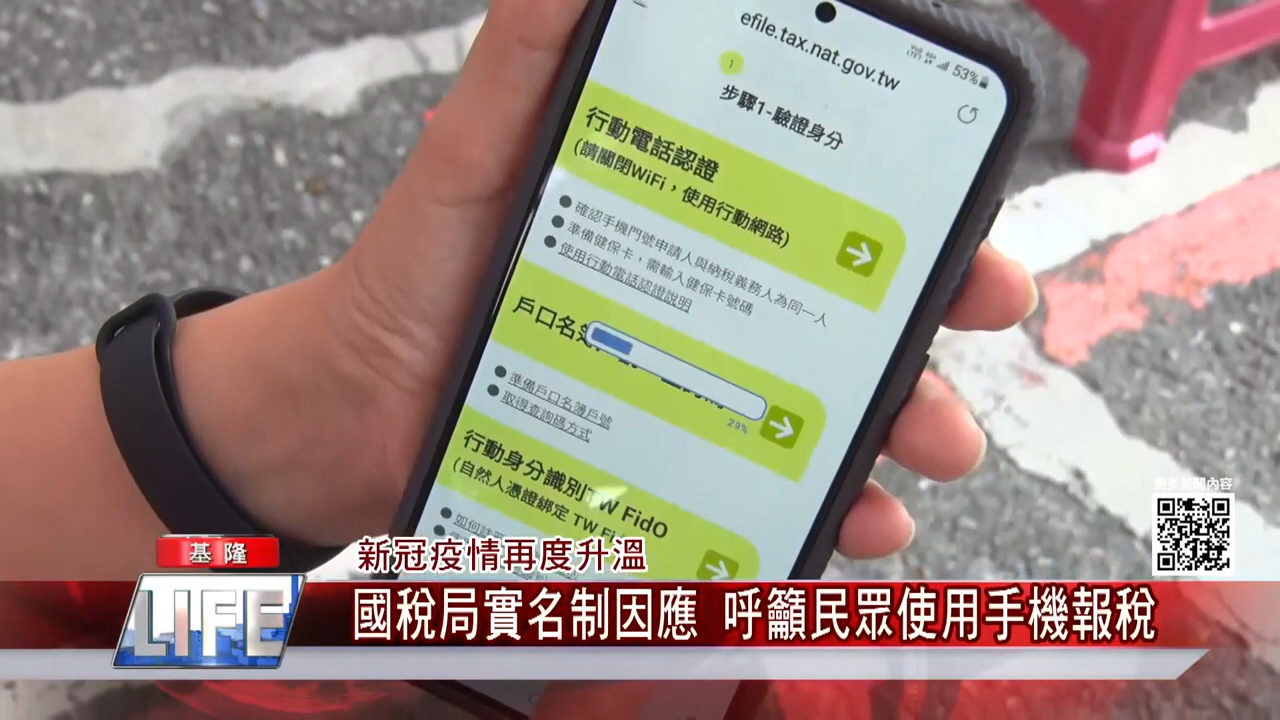 efile.tax.nat.gov.tw
53%
1
步驟1-驗證身分
行動電話認證
(請關閉WiFi，使用行動網路)
確認手機門號申請人與納稅義務人為同一人
準備健保卡，需輸入健保卡號碼
使用行動電話認證說明
戶口名
29%
準備戶口名簿戶號
取得查詢碼方式
行動身分識別TW FidO
(自然人憑證綁定 TW Fi
如何註
更多新聞內容
基隆
LIFE
新冠疫情再度升溫
國稅局實名制因應 呼籲民眾使用手機報稅